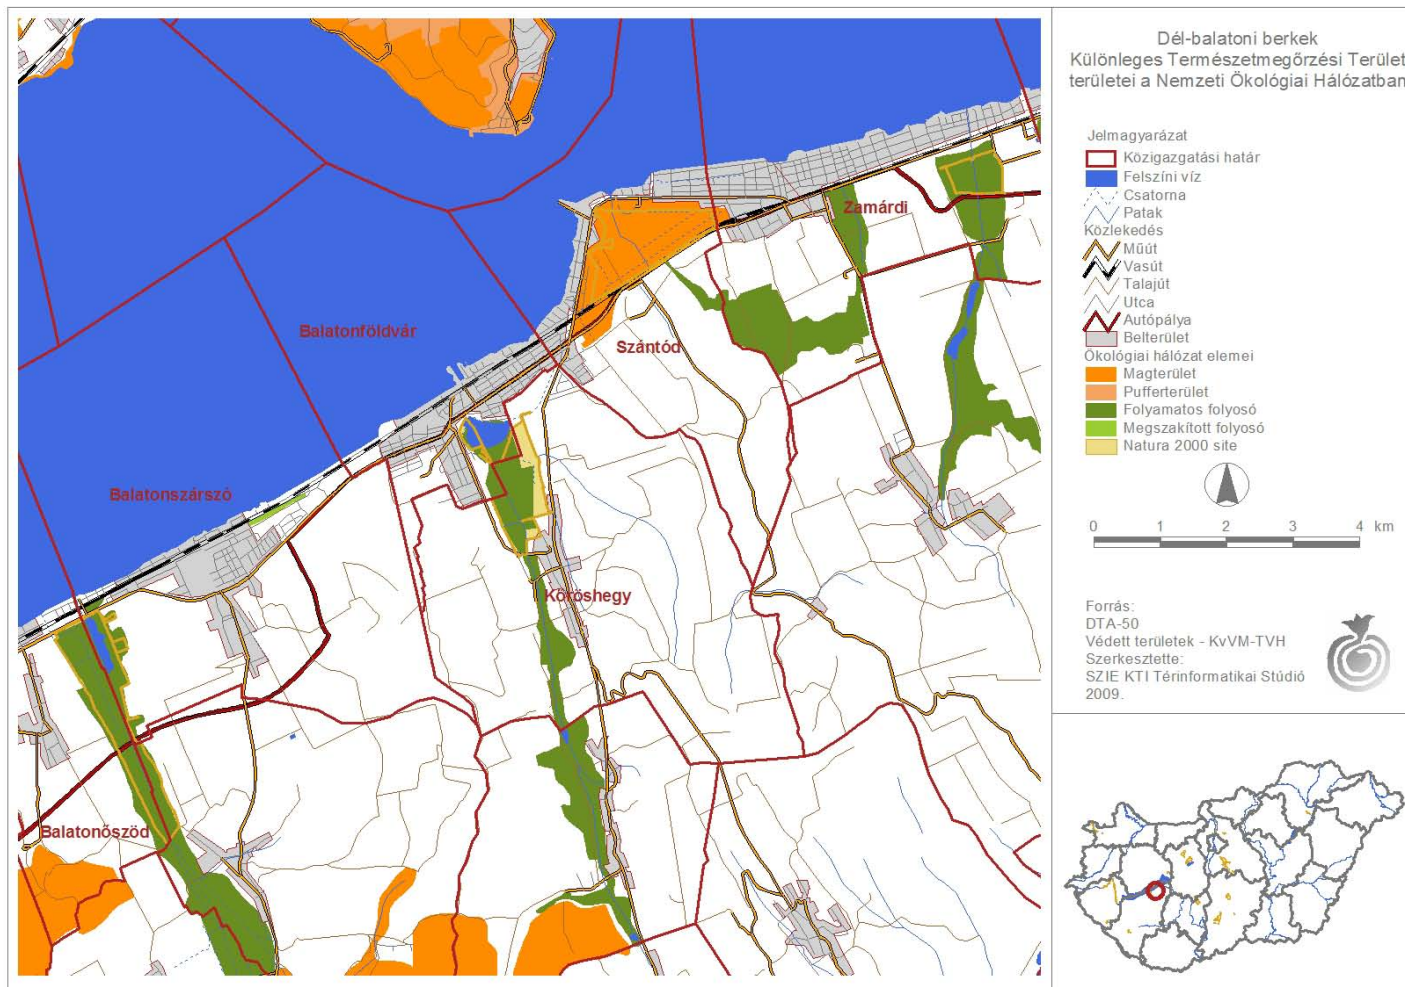 Dél-balatoni berkek
Különleges Természetmegőrzési Terület
területei a Nemzeti Ökológiai Hálózatban
Jelmagyarázat
Közigazgatási határ
Felszíni víz
Csatorna
Patak
Közlekedés
Műút
Vasút
Talajút
Utca
Autópálya
Belterület
Ökológiai hálózat elemei
Magterület
Pufferterület
Folyamatos folyosó
Megszakított folyosó
Natura 2000 site
0 1 2 3 4 km
Forrás:
DTA-50
Védett területek - KvVM-TVH
Szerkesztette:
SZIE KTI Térinformatikai Stúdió
2009.
Zamárdi
Balatonföldvár
Szántód
Balatonszárszó
Kőröshegy
Balatonőszöd